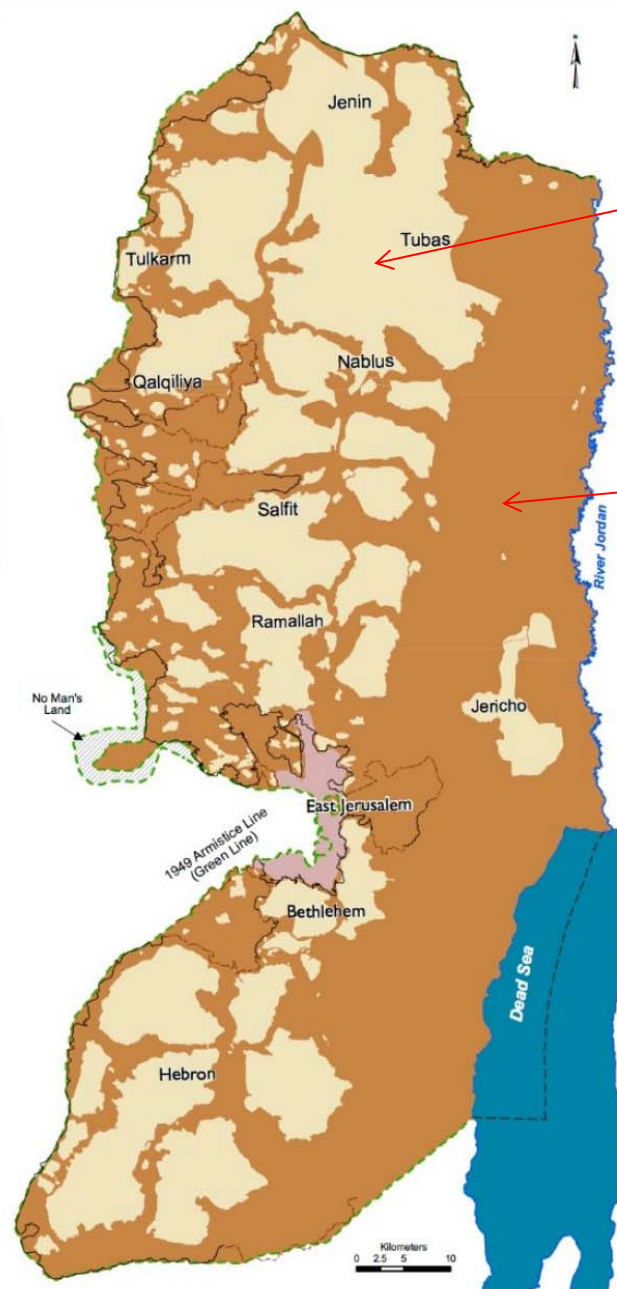 Jenin
Tubas
Tulkarm
Nablus
Qalqiliya
Salfit
River Jordan
Ramallah
No Man's
Land
Jericho
East Jerusalem
1949 Armistice Line
(Green Line)
Bethlehem
Dead Sea
Hebron
Kilometers
0 2.5 5 10